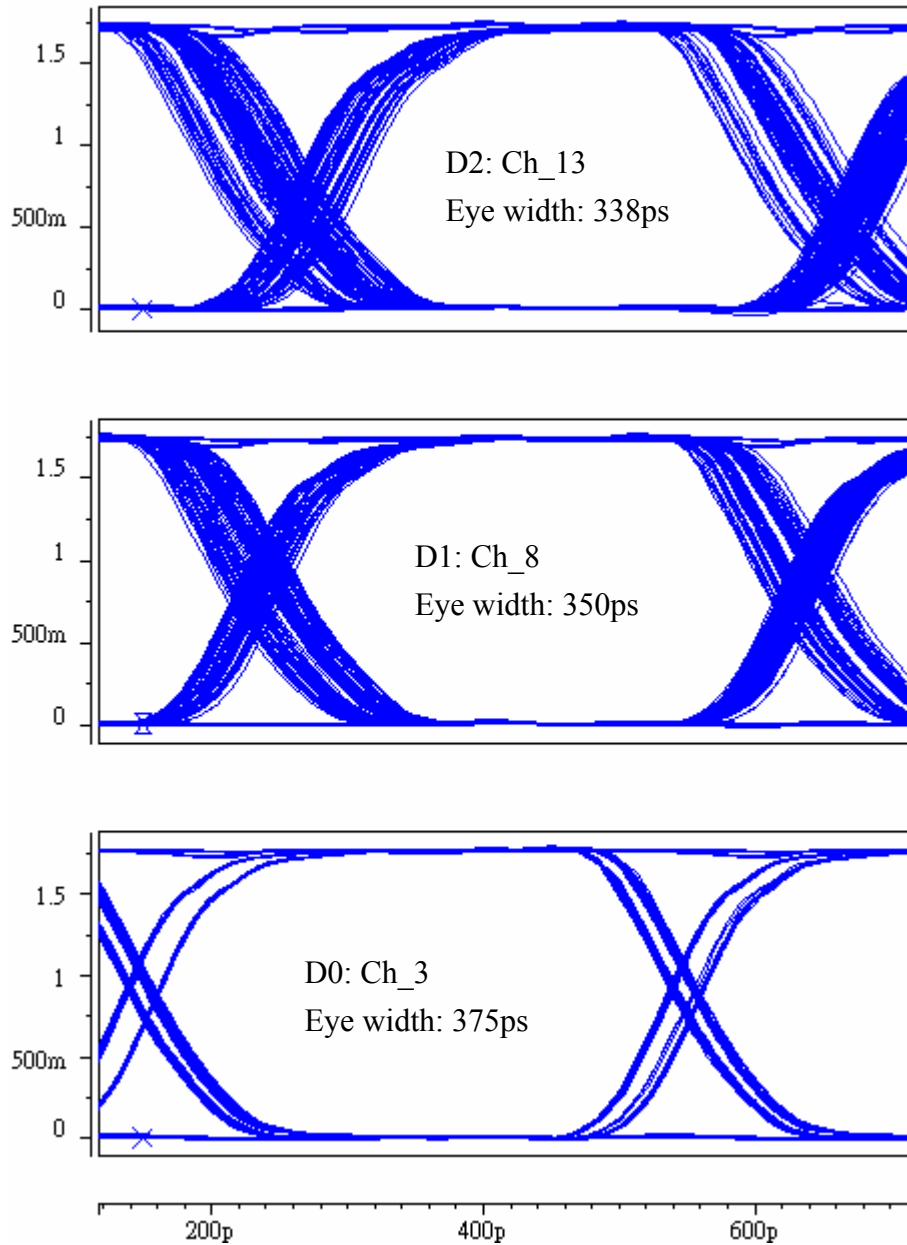 1.5
1
500m
0
D2: Ch_13
Eye width: 338ps
1.5
1
500m
0
D1: Ch_8
Eye width: 350ps
1.5
1
500m
0
D0: Ch_3
Eye width: 375ps
200p 400p 600p